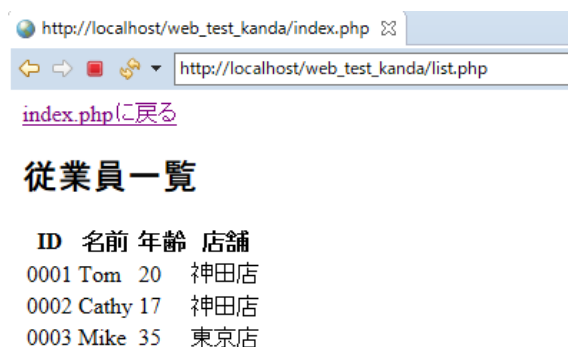 http://localhost/web_test_kanda/index.php
http://localhost/web_test_kanda/list.php
index.phpに戻る
従業員一覧
ID 名前 年齢 店舗
0001 Tom 20 神田店
0002 Cathy 17 神田店
0003 Mike 35 東京店